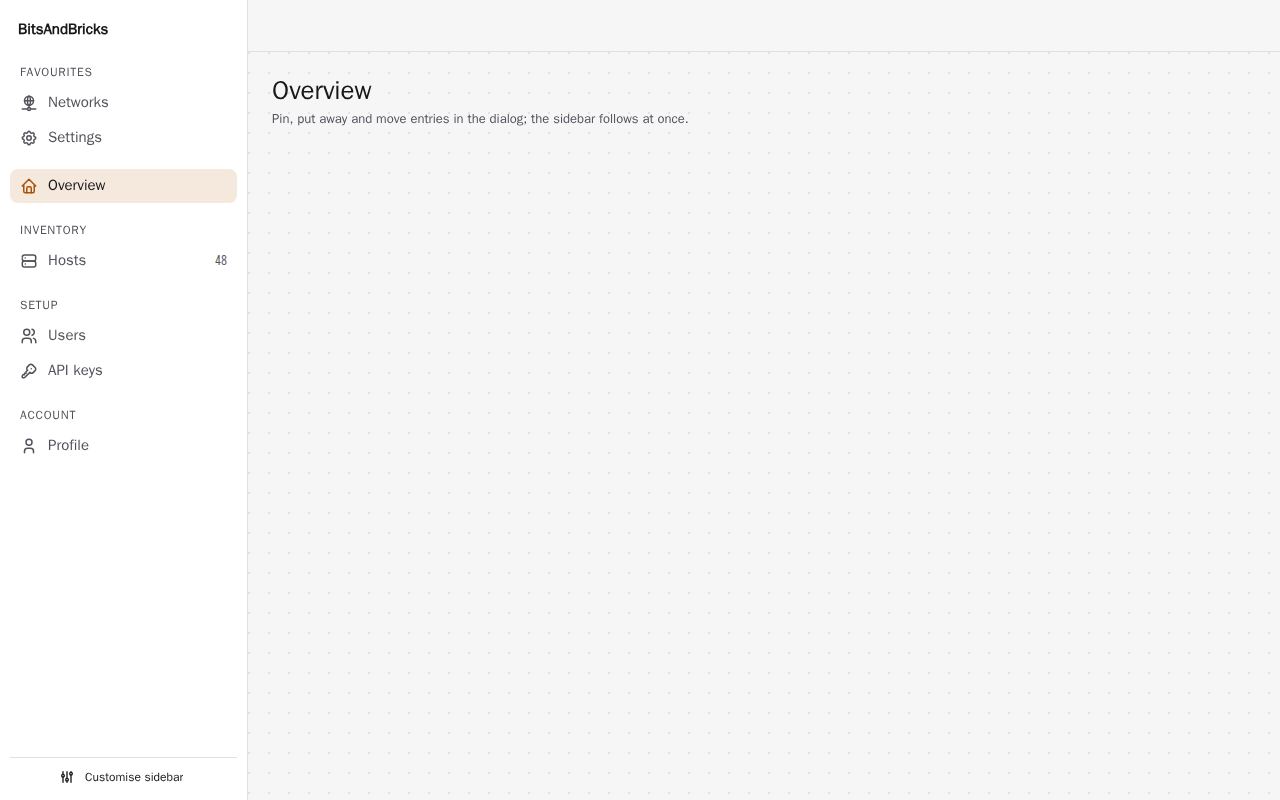 BitsAndBricks
FAVOURITES
Networks
Settings
Overview
INVENTORY
Hosts 48
SETUP
Users
API keys
ACCOUNT
Profile
Customise sidebar
Overview
Pin, put away and move entries in the dialog; the sidebar follows at once.